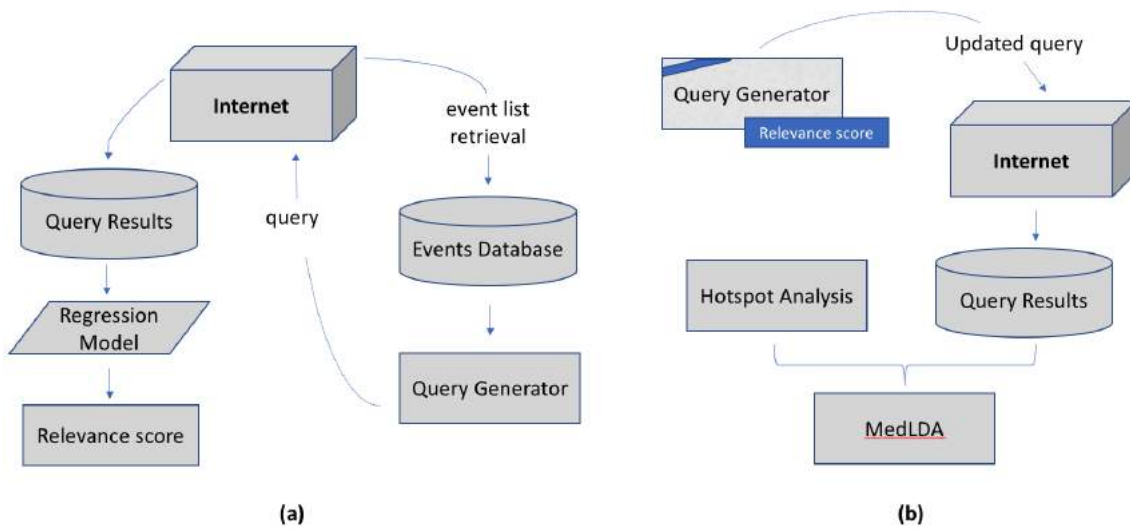 Internet
event list
retrieval
Query Results
query
Events Database
Regression
Model
Query Generator
Relevance score
(a)
Updated query
Query Generator
Relevance score
Internet
Hotspot Analysis
Query Results
MedLDA
(b)